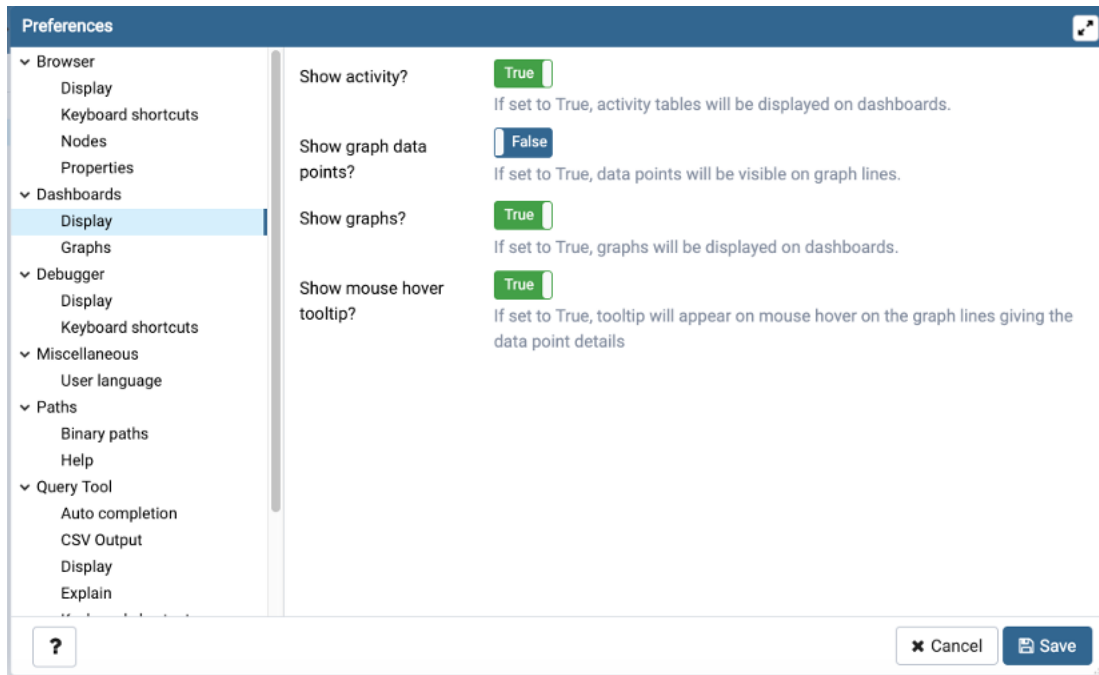 Preferences
Browser
Display
Keyboard shortcuts
Nodes
Properties
Dashboards
Display
Graphs
Debugger
Display
Keyboard shortcuts
Miscellaneous
User language
Paths
Binary paths
Help
Query Tool
Auto completion
CSV Output
Display
Explain
Show activity?
True
If set to True, activity tables will be displayed on dashboards.
Show graph data
points?
False
If set to True, data points will be visible on graph lines.
Show graphs?
True
If set to True, graphs will be displayed on dashboards.
Show mouse hover
tooltip?
True
If set to True, tooltip will appear on mouse hover on the graph lines giving the
data point details
?
Cancel
Save